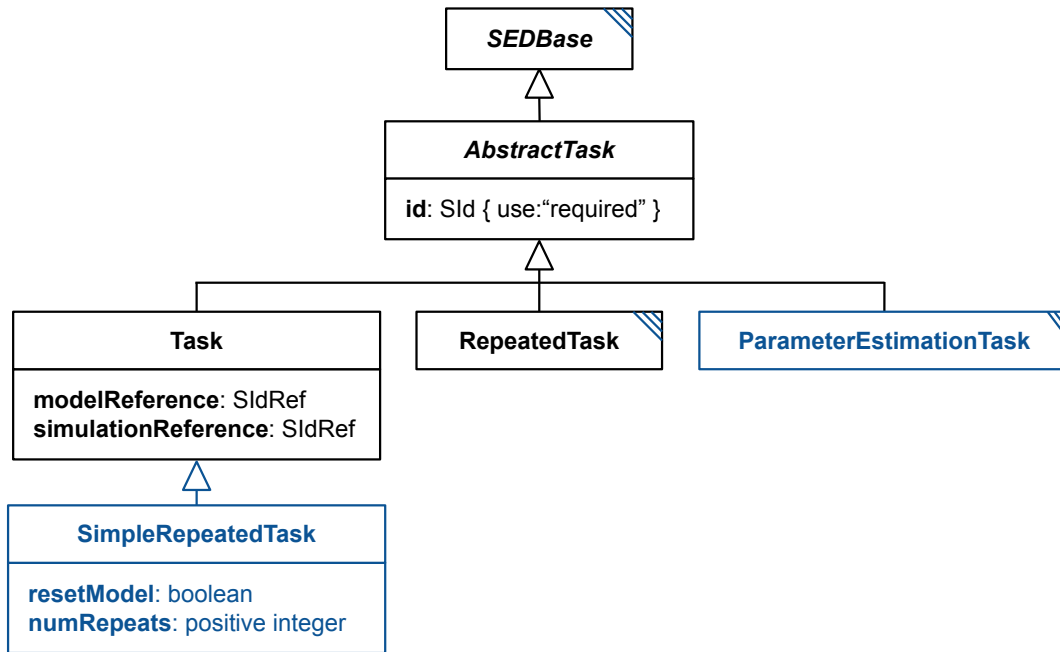 SEDBase
AbstractTask
id: SId { use:“required” }
Task
modelReference: SIdRef
simulationReference: SIdRef
RepeatedTask
ParameterEstimationTask
SimpleRepeatedTask
resetModel: boolean
numRepeats: positive integer